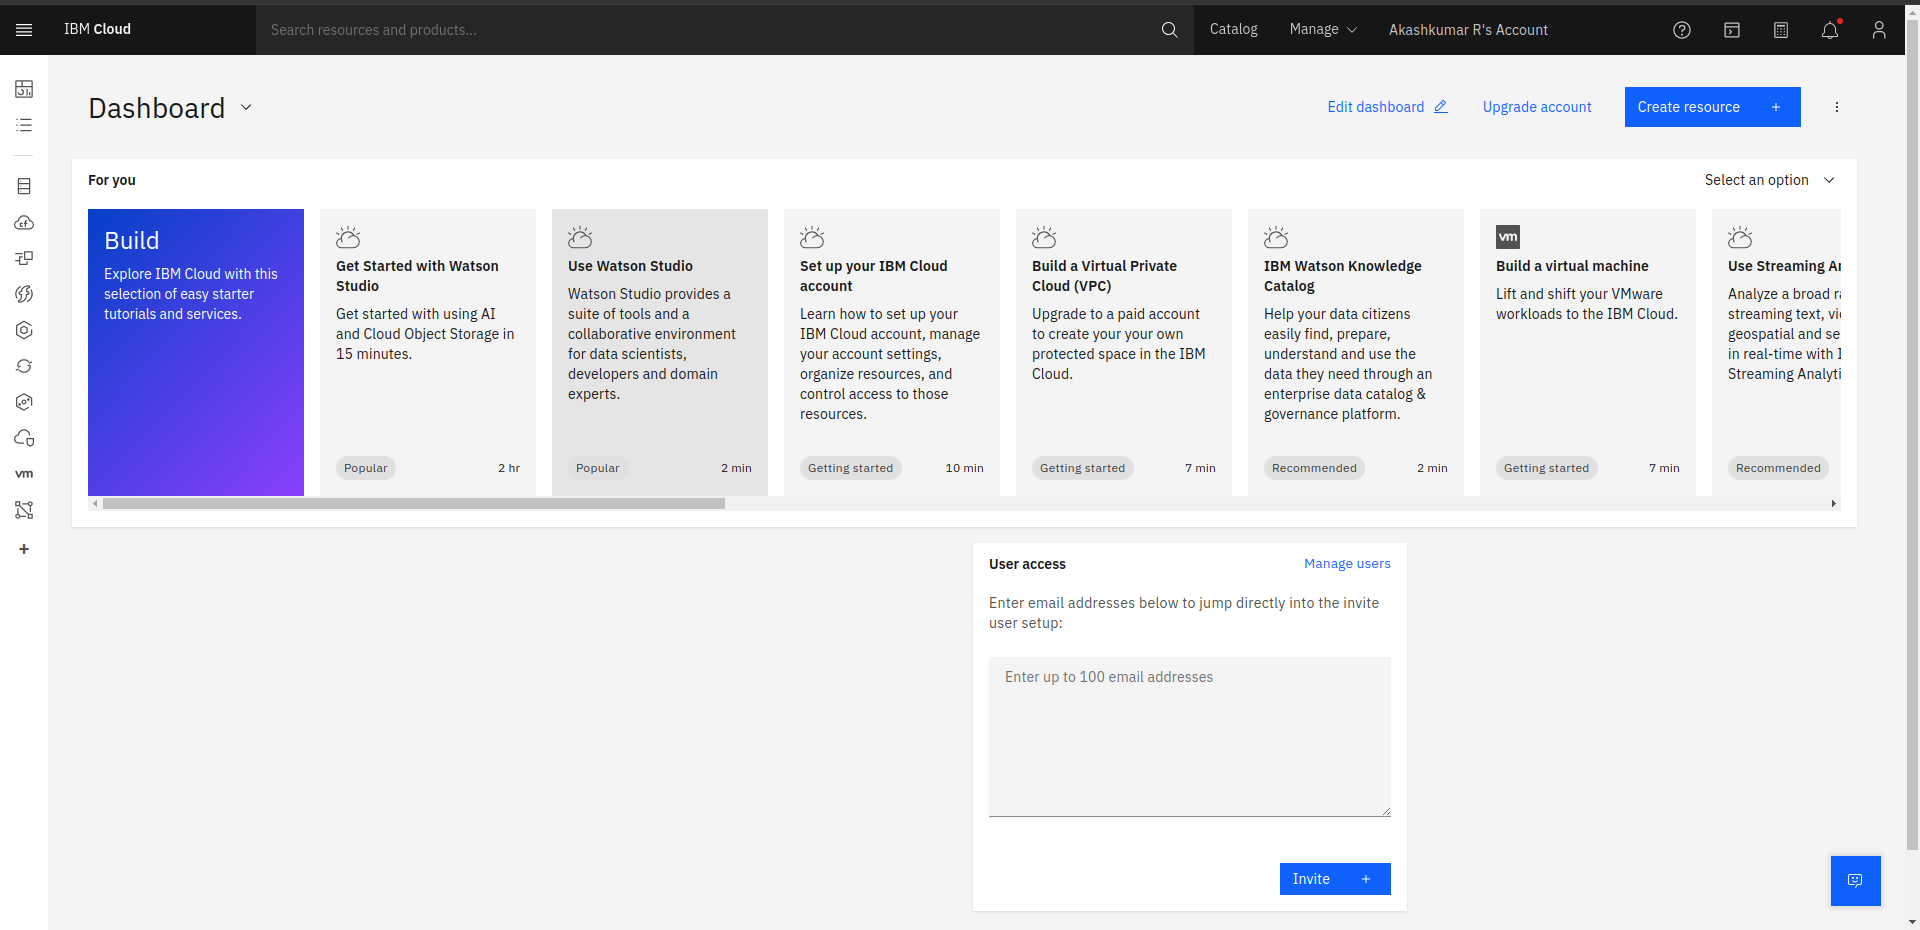 IBM Cloud
Search resources and products...
Catalog
Manage
Akashkumar R's Account
Dashboard
Edit dashboard
Upgrade account
Create resource +
For you
Select an option
Build
Explore IBM Cloud with this
selection of easy starter
tutorials and services.
Get Started with Watson
Studio
Get started with using AI
and Cloud Object Storage in
15 minutes.
Popular
2 hr
Use Watson Studio
Watson Studio provides a
suite of tools and a
collaborative environment
for data scientists,
developers and domain
experts.
Popular
2 min
Set up your IBM Cloud
account
Learn how to set up your
IBM Cloud account, manage
your account settings,
organize resources, and
control access to those
resources.
Getting started
10 min
Build a Virtual Private
Cloud (VPC)
Upgrade to a paid account
to create your your own
protected space in the IBM
Cloud.
Getting started
7 min
IBM Watson Knowledge
Catalog
Help your data citizens
easily find, prepare,
understand and use the
data they need through an
enterprise data catalog &
governance platform.
Recommended
2 min
vm
Build a virtual machine
Lift and shift your VMware
workloads to the IBM Cloud.
Getting started
7 min
Use Streaming
Analyze a broad
streaming text,
geospatial and
in real-time with
Streaming
Recommended
vm
User access
Manage users
Enter email addresses below to jump directly into the invite
user setup:
Enter up to 100 email addresses
Invite +